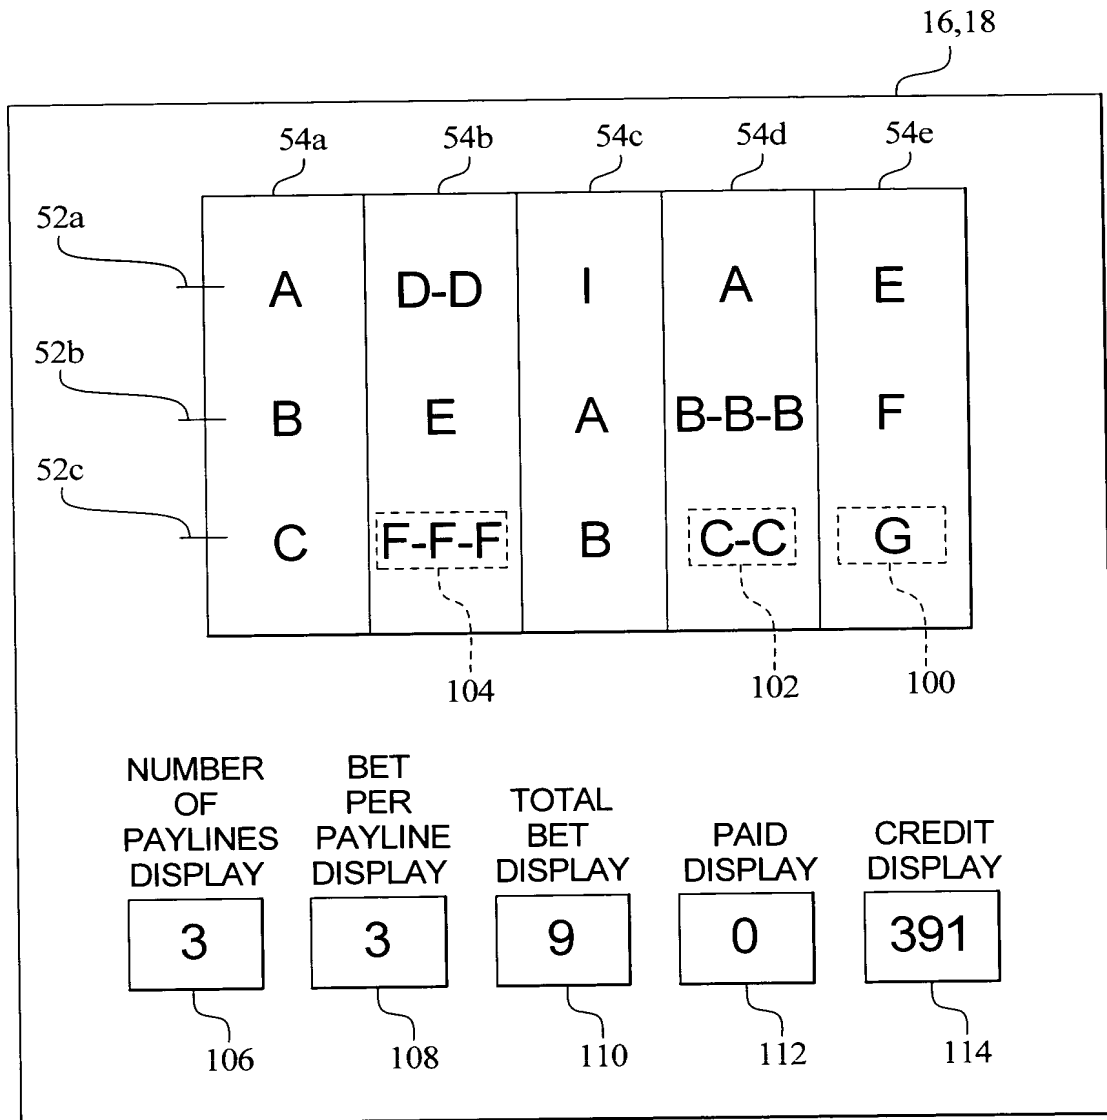 16,18
54a 54b 54c 54d 54e
52a
A D-D I A E
52b
B E A B-B-B F
52c
C F-F-F B C-C G
104 102 100
NUMBER
OF
PAYLINES
DISPLAY
3
106
BET
PER
PAYLINE
DISPLAY
3
108
TOTAL
BET
DISPLAY
9
110
PAID
DISPLAY
0
112
CREDIT
DISPLAY
391
114